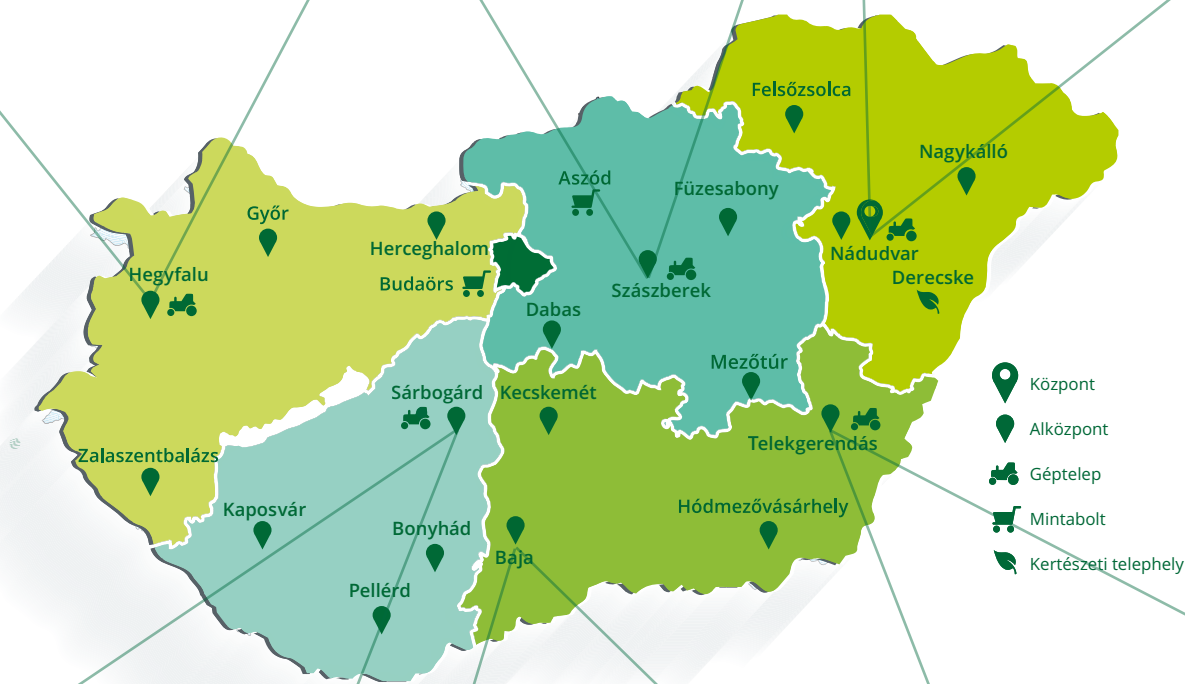 Felsőzsolca
Nagykálló
Aszód
Füzesabony
Győr
Herceghalom
Nádudvar
Hegyfalu
Budaörs
Derecske
Szászberek
Dabas
Mezőtúr
Sárbogárd
Kecskemét
Telekgerendás
Zalaszentbalázs
Kaposvár
Bonyhád
Hódmezővásárhely
Baja
Pellérd
Központ
Alközpont
Géptelep
Mintabolt
Kertészeti telephely